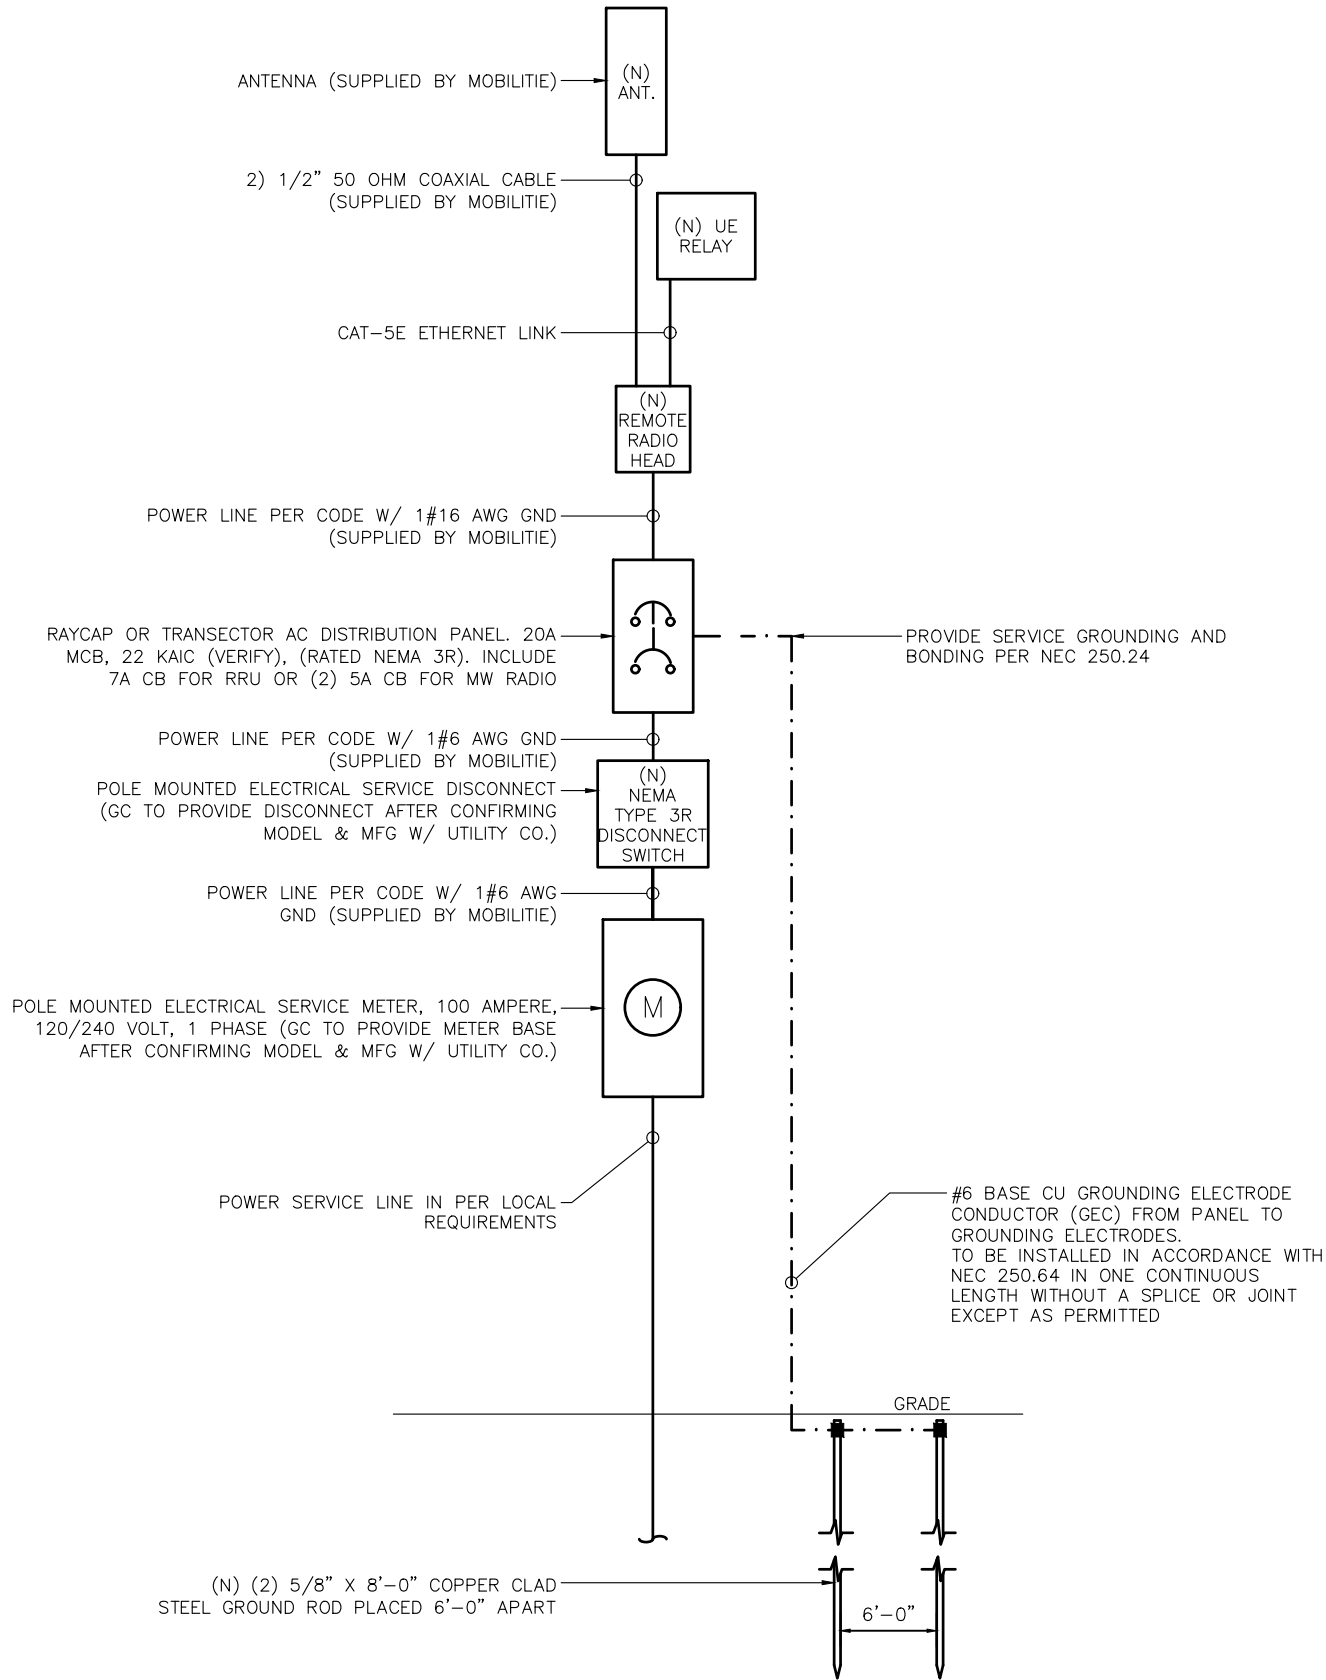 ANTENNA (SUPPLIED BY MOBILITIE)
(N)
ANT.
2) 1/2" 50 OHM COAXIAL CABLE
(SUPPLIED BY MOBILITIE)
(N) UE
RELAY
CAT-5E ETHERNET LINK
(N)
REMOTE
RADIO
HEAD
POWER LINE PER CODE W/ 1#16 AWG GND
(SUPPLIED BY MOBILITIE)
RAYCAP OR TRANSECTOR AC DISTRIBUTION PANEL. 20A
MCB, 22 KAIC (VERIFY), (RATED NEMA 3R). INCLUDE
7A CB FOR RRU OR (2) 5A CB FOR MW RADIO
PROVIDE SERVICE GROUNDING AND
BONDING PER NEC 250.24
POWER LINE PER CODE W/ 1#6 AWG GND
(SUPPLIED BY MOBILITIE)
POLE MOUNTED ELECTRICAL SERVICE DISCONNECT
(GC TO PROVIDE DISCONNECT AFTER CONFIRMING
MODEL & MFG W/ UTILITY CO.)
(N)
NEMA
TYPE 3R
DISCONNECT
SWITCH
POWER LINE PER CODE W/ 1#6 AWG
GND (SUPPLIED BY MOBILITIE)
POLE MOUNTED ELECTRICAL SERVICE METER, 100 AMPERE,
120/240 VOLT, 1 PHASE (GC TO PROVIDE METER BASE
AFTER CONFIRMING MODEL & MFG W/ UTILITY CO.)
M
POWER SERVICE LINE IN PER LOCAL
REQUIREMENTS
#6 BASE CU GROUNDING ELECTRODE
CONDUCTOR (GEC) FROM PANEL TO
GROUNDING ELECTRODES.
TO BE INSTALLED IN ACCORDANCE WITH
NEC 250.64 IN ONE CONTINUOUS
LENGTH WITHOUT A SPLICE OR JOINT
EXCEPT AS PERMITTED
GRADE
(N) (2) 5/8" X 8'-0" COPPER CLAD
STEEL GROUND ROD PLACED 6'-0" APART
6'-0"